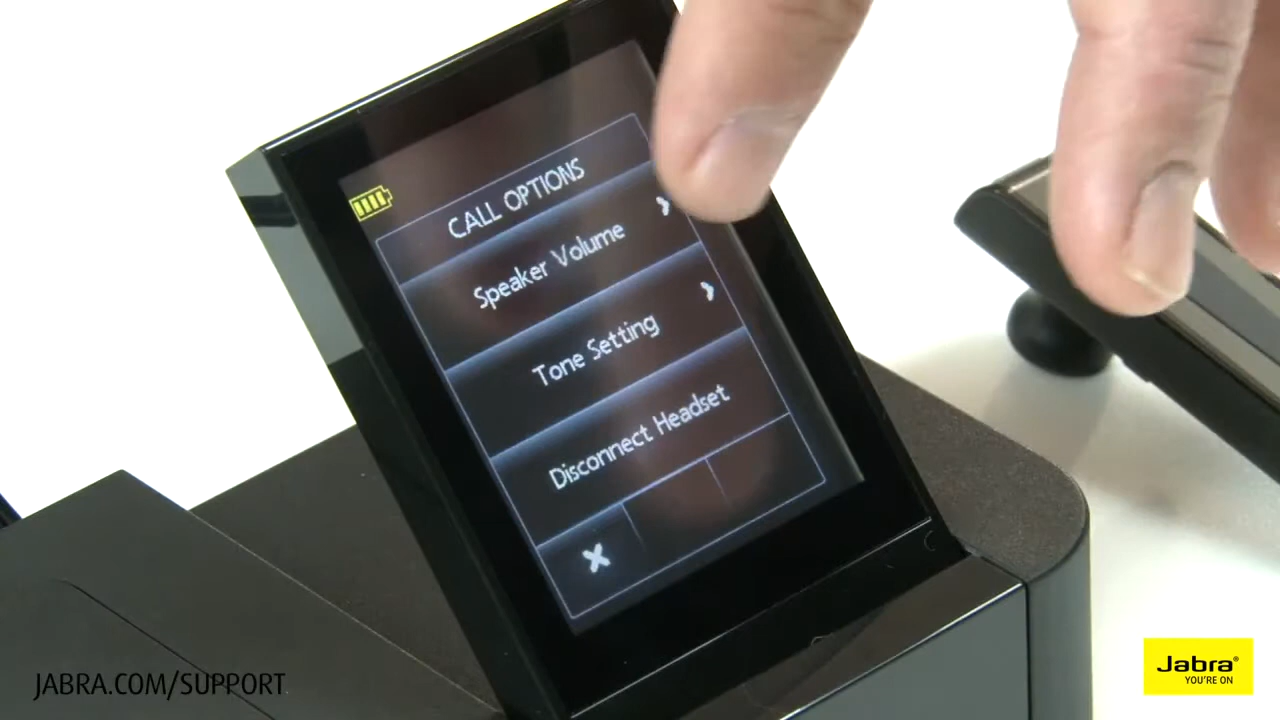 CALL OPTIONS
Speaker Volume
Tone Setting
Disconnect Headset
JABRA.COM/SUPPORT
Jabra®
YOU'RE ON